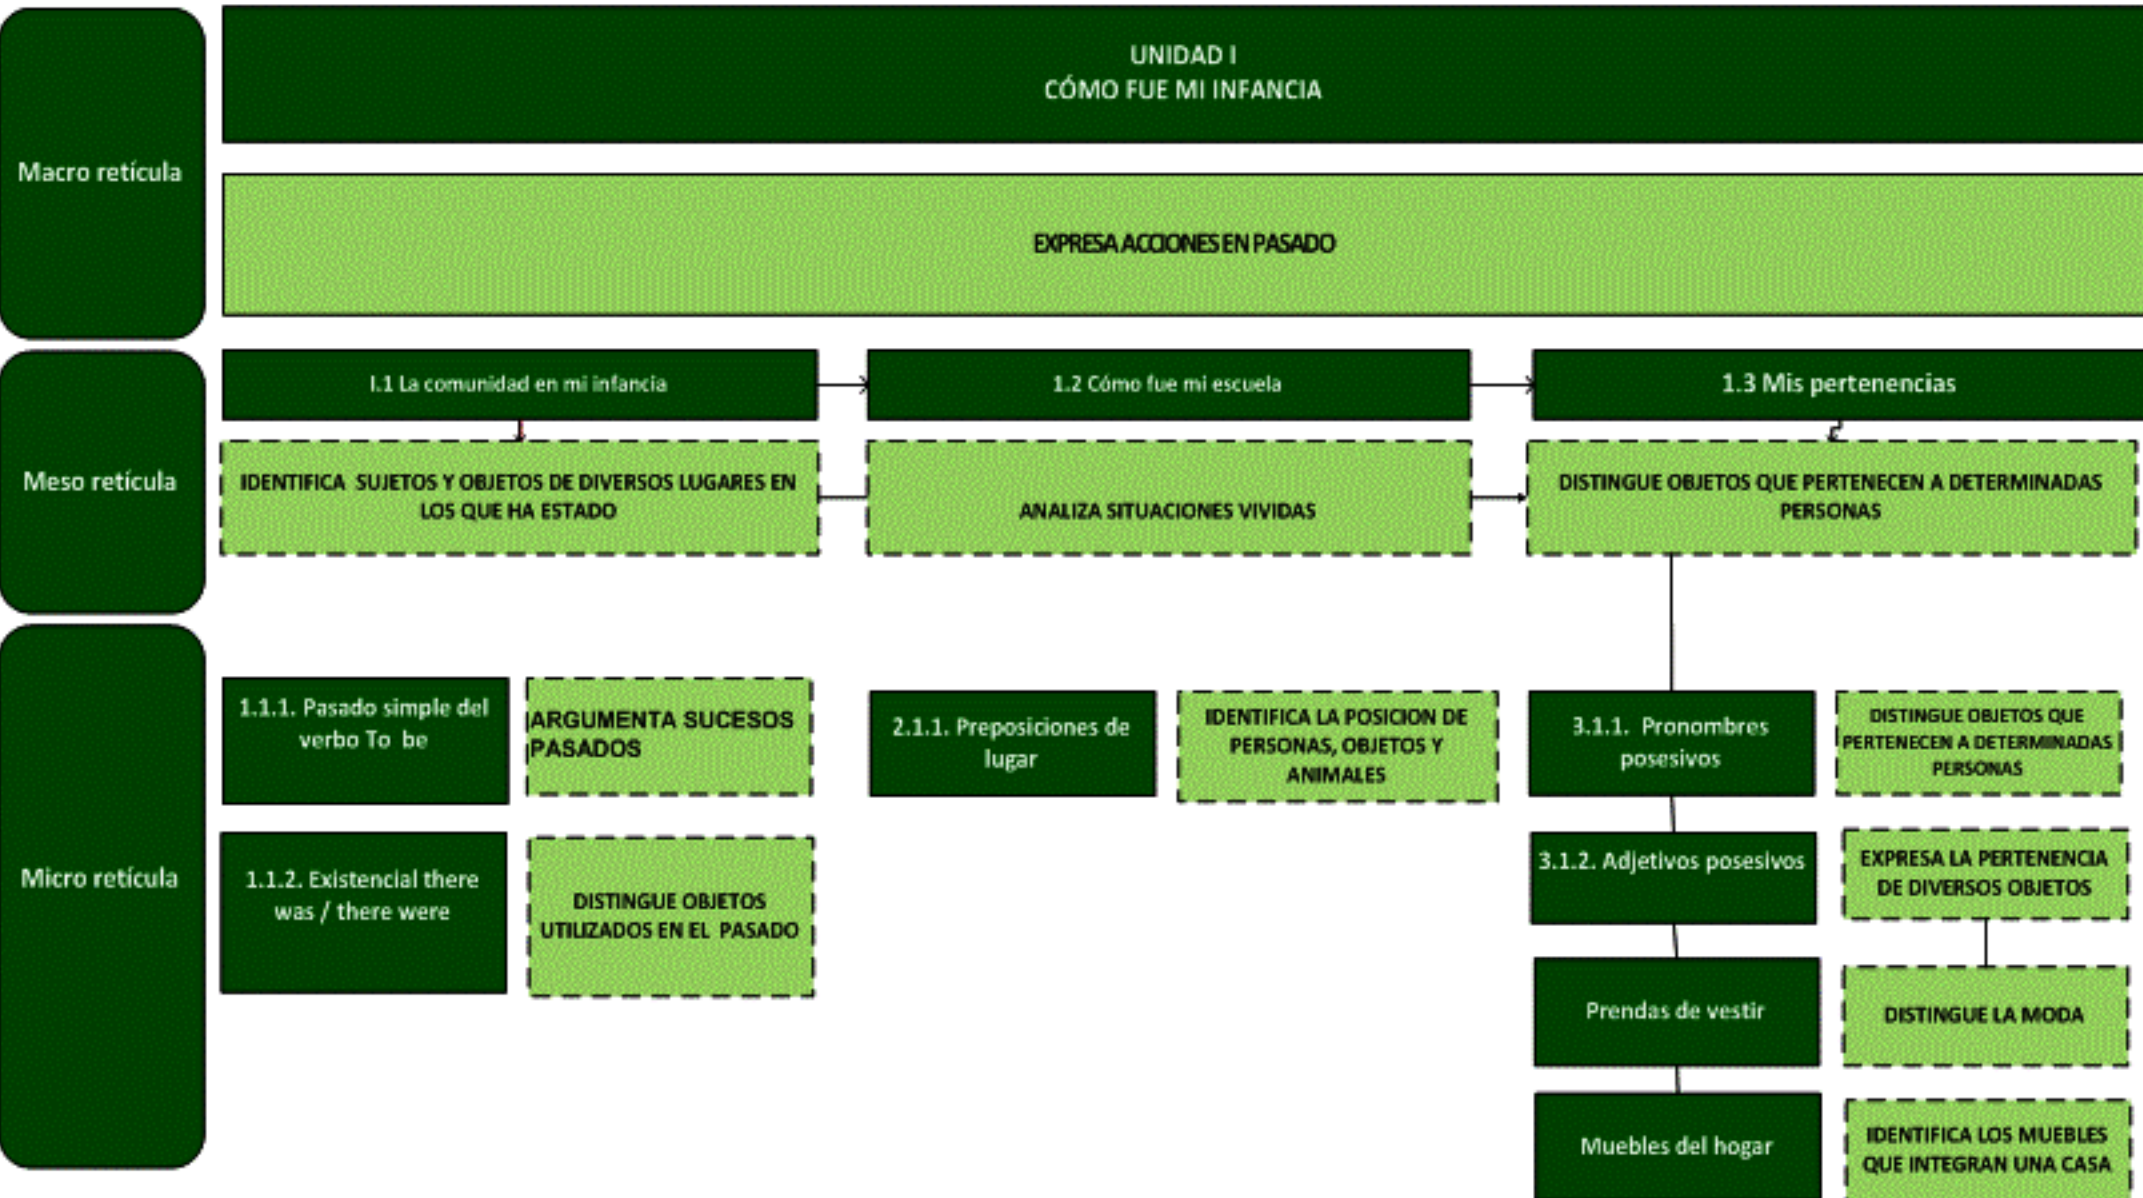 Macro retícula
UNIDAD I
CÓMO FUE MI INFANCIA
EXPRESA ACCIONES EN PASADO
Meso retícula
I.1 La comunidad en mi infancia
1.2 Cómo fue mi escuela
1.3 Mis pertenencias
IDENTIFICA SUJETOS Y OBJETOS DE DIVERSOS LUGARES EN
LOS QUE HA ESTADO
ANALIZA SITUACIONES VIVIDAS
DISTINGUE OBJETOS QUE PERTENECEN A DETERMINADAS
PERSONAS
Micro retícula
1.1.1. Pasado simple del
verbo To be
ARGUMENTA SUCESOS
PASADOS
1.1.2. Existencial there
was / there were
DISTINGUE OBJETOS
UTILIZADOS EN EL PASADO
2.1.1. Preposiciones de
lugar
IDENTIFICA LA POSICION DE
PERSONAS, OBJETOS Y
ANIMALES
3.1.1. Pronombres
posesivos
DISTINGUE OBJETOS QUE
PERTENECEN A DETERMINADAS
PERSONAS
3.1.2. Adjetivos posesivos
EXPRESA LA PERTENENCIA
DE DIVERSOS OBJETOS
Prendas de vestir
DISTINGUE LA MODA
Muebles del hogar
IDENTIFICA LOS MUEBLES
QUE INTEGRAN UNA CASA